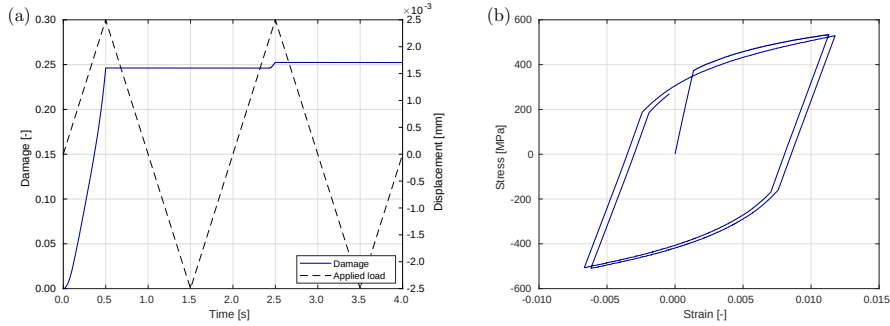 (a)
×10⁻³
0.30
0.25
0.20
0.15
0.10
0.05
0.00
Damage [-]
2.5
2.0
1.5
1.0
0.5
0.0
-0.5
-1.0
-1.5
-2.0
-2.5
Displacement [mm]
Damage
Applied load
0.0 0.5 1.0 1.5 2.0 2.5 3.0 3.5 4.0
Time [s]
(b)
600
400
200
0
-200
-400
-600
Stress [MPa]
-0.010 -0.005 0.000 0.005 0.010 0.015
Strain [-]